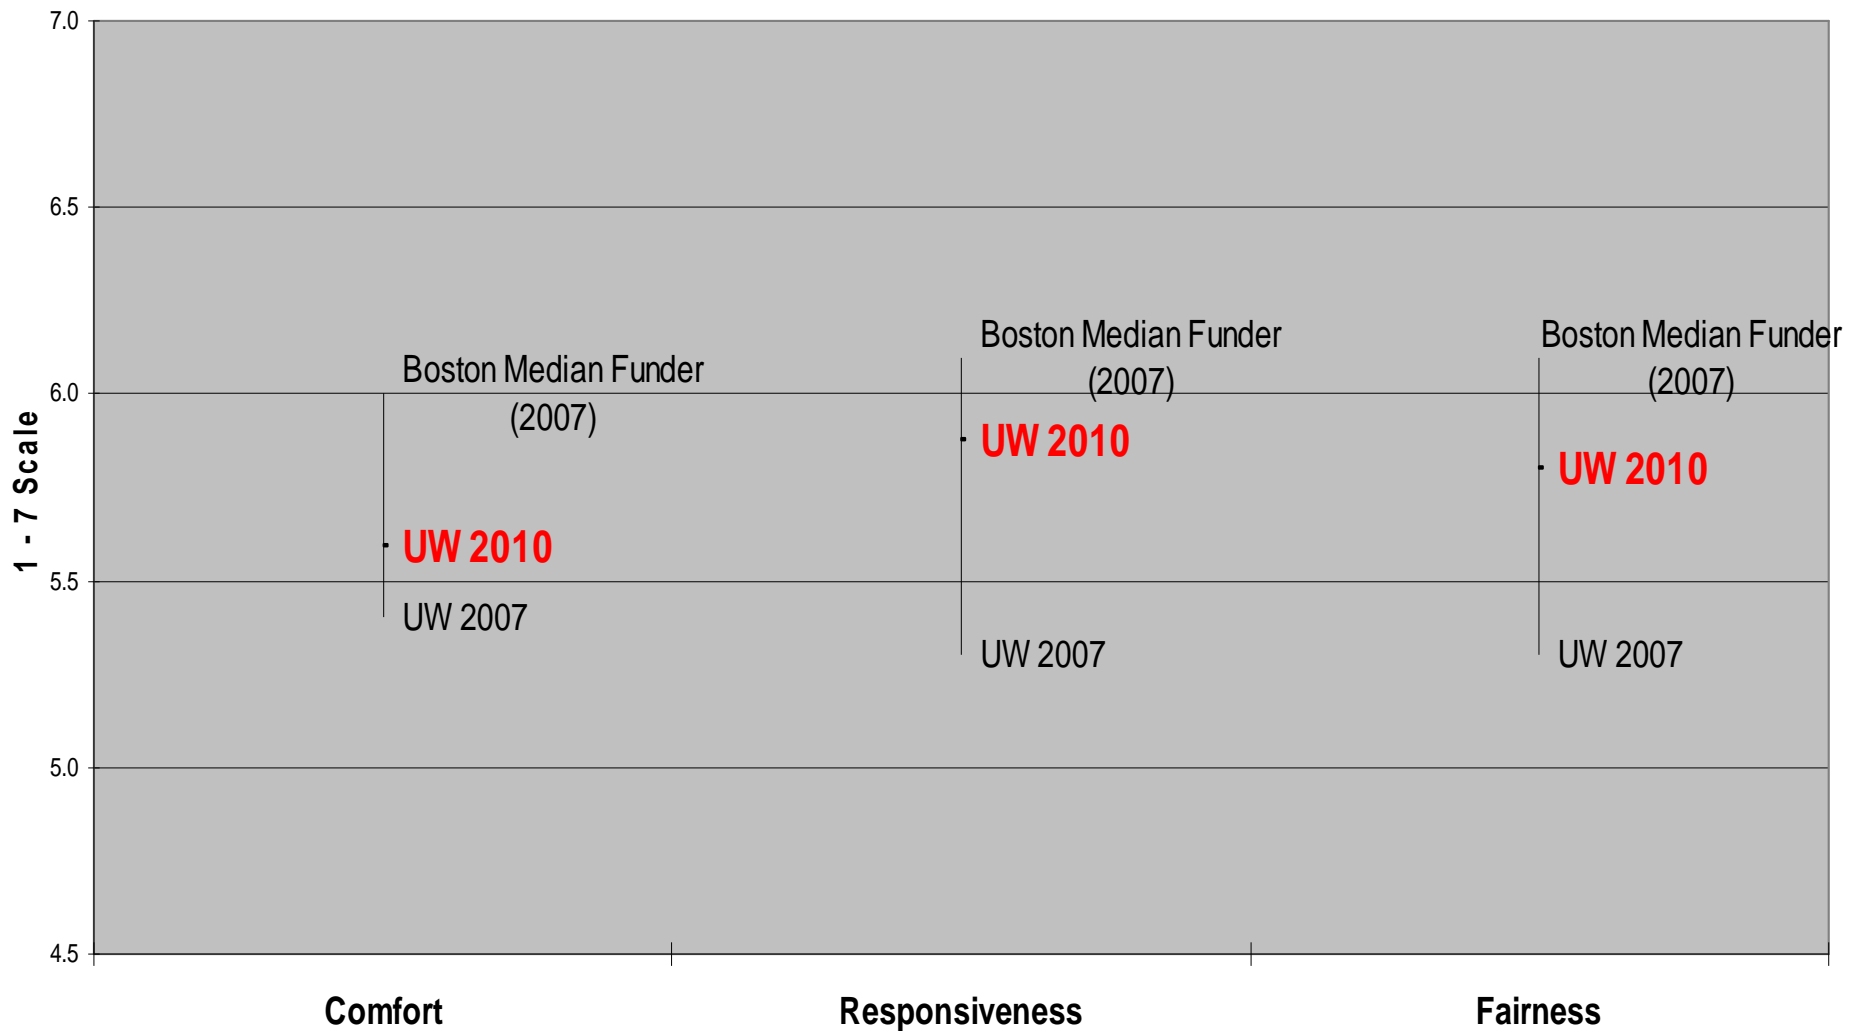 7.0
6.5
6.0
5.5
5.0
4.5
1 - 7 Scale
Boston Median Funder
(2007)
UW 2010
UW 2007
Boston Median Funder
(2007)
UW 2010
UW 2007
Boston Median Funder
(2007)
UW 2010
UW 2007
Comfort
Responsiveness
Fairness